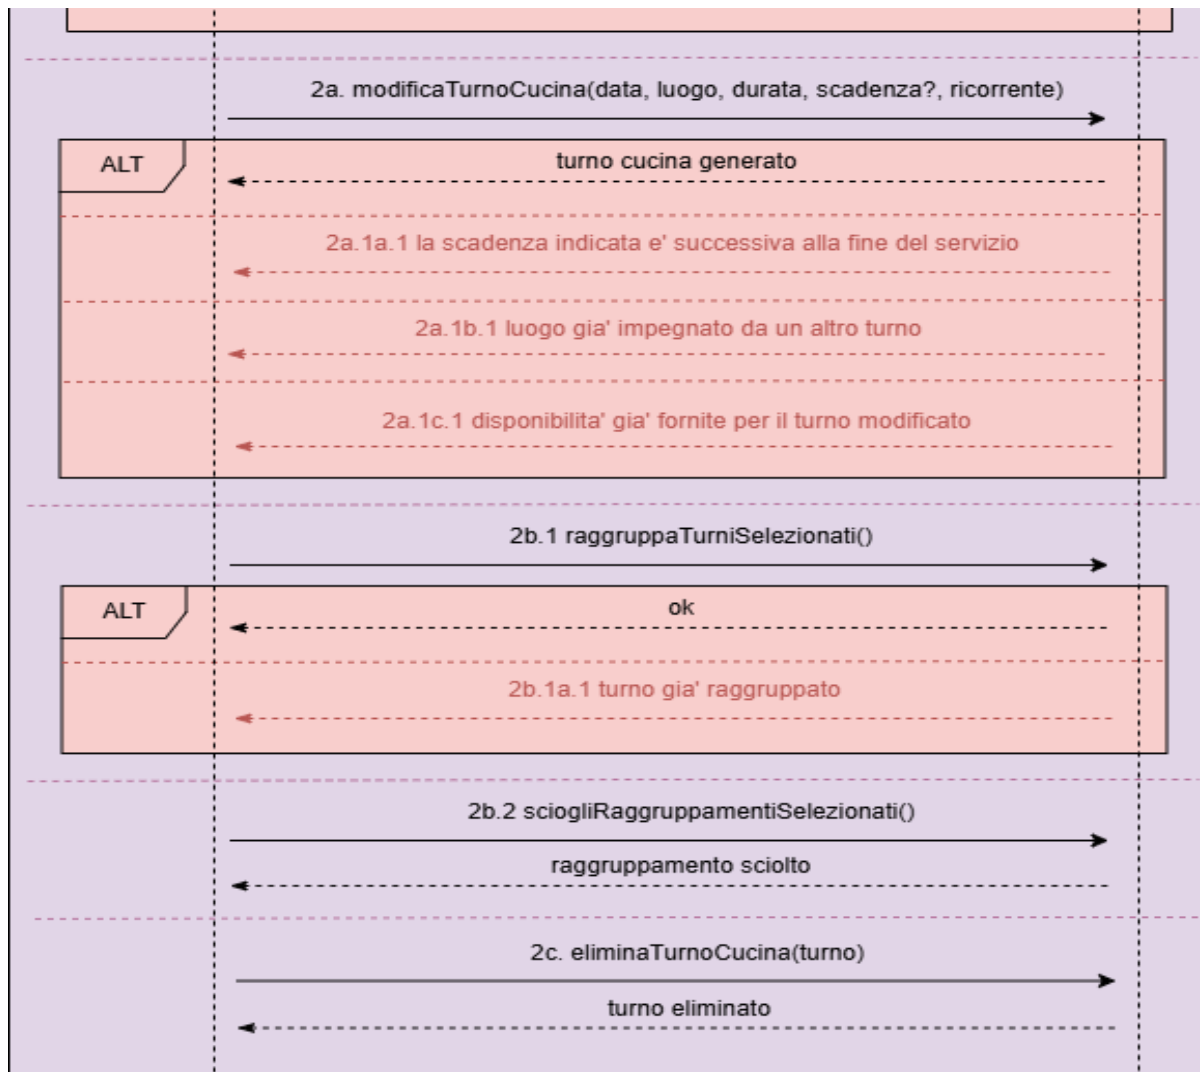 2a. modificaTurnoCucina(data, luogo, durata, scadenza?, ricorrente)
ALT
turno cucina generato
2a.1a.1 la scadenza indicata e' successiva alla fine del servizio
2a.1b.1 luogo gia' impegnato da un altro turno
2a.1c.1 disponibilita' gia' fornite per il turno modificato
2b.1 raggruppaTurniSelezionati()
ALT
ok
2b.1a.1 turno gia' raggruppato
2b.2 sciogliRaggruppamentiSelezionati()
raggruppamento sciolto
2c. eliminaTurnoCucina(turno)
turno eliminato